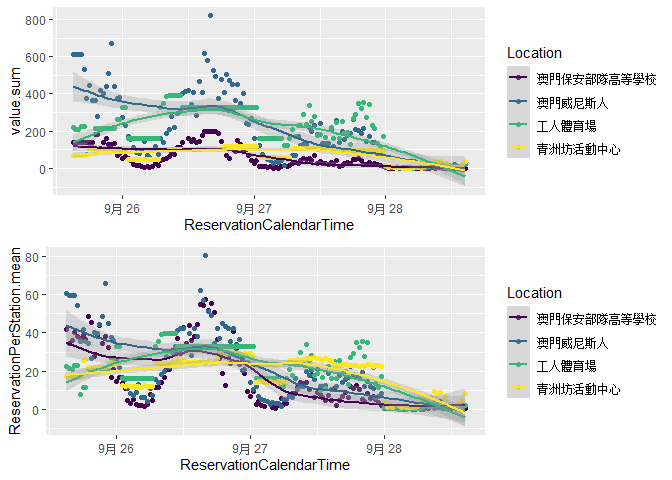 800
600
400
200
0
value.sum
9月 26
9月 27
9月 28
ReservationCalendarTime
Location
澳門保安部隊高等學校
澳門威尼斯人
工人體育場
青洲坊活動中心
80
60
40
20
0
ReservationPerStation.mean
9月 26
9月 27
9月 28
ReservationCalendarTime
Location
澳門保安部隊高等學校
澳門威尼斯人
工人體育場
青洲坊活動中心